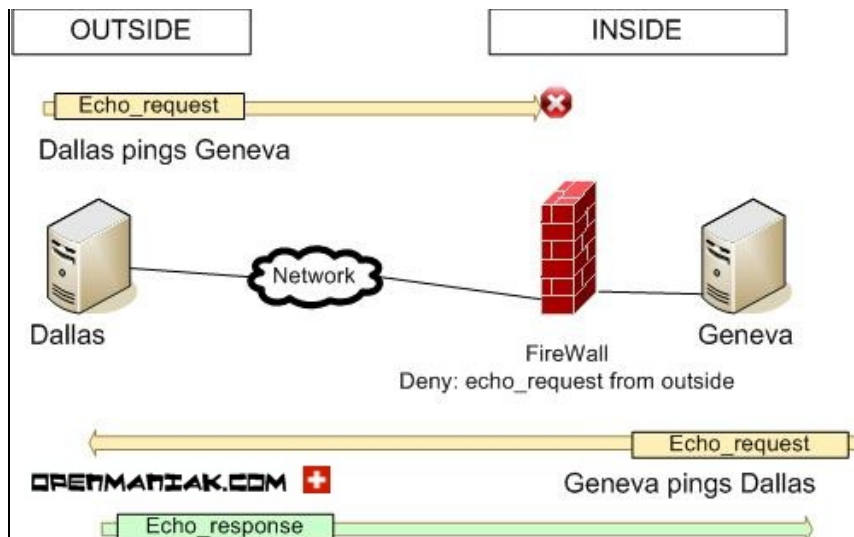 OUTSIDE
INSIDE
Echo_request
Dallas pings Geneva
Network
Dallas
Geneva
FireWall
Deny: echo_request from outside
Echo_request
OPENMANIAK.COM
Geneva pings Dallas
Echo_response